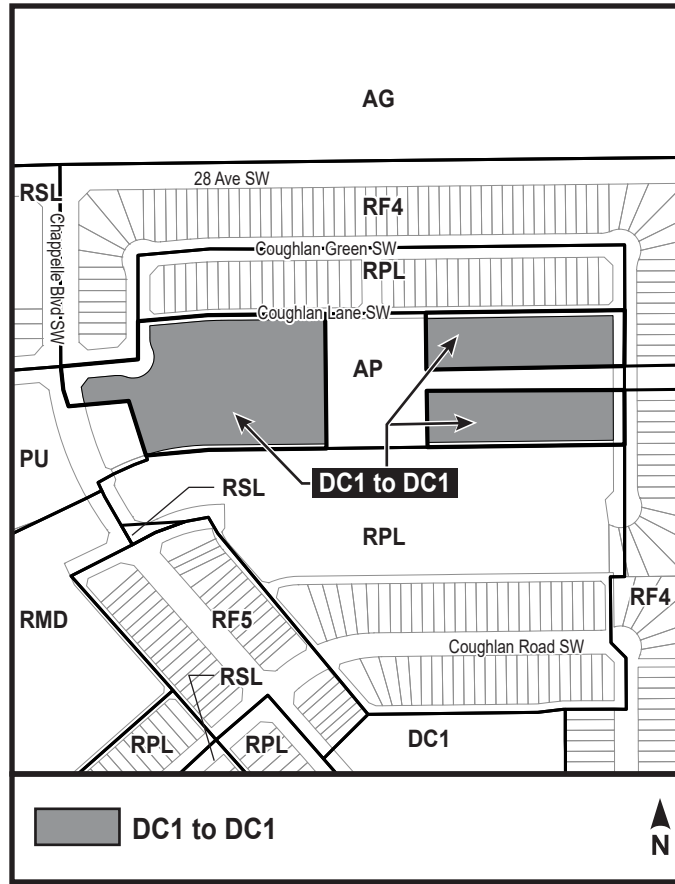 AG
28 Ave SW
RSL
RF4
Chappelle Blvd SW
Coughlan Green SW
RPL
Coughlan Lane SW
AP
PU
RSL
DC1 to DC1
RPL
RMD
RF5
RF4
Coughlan Road SW
RSL
RPL
RPL
DC1
DC1 to DC1
N